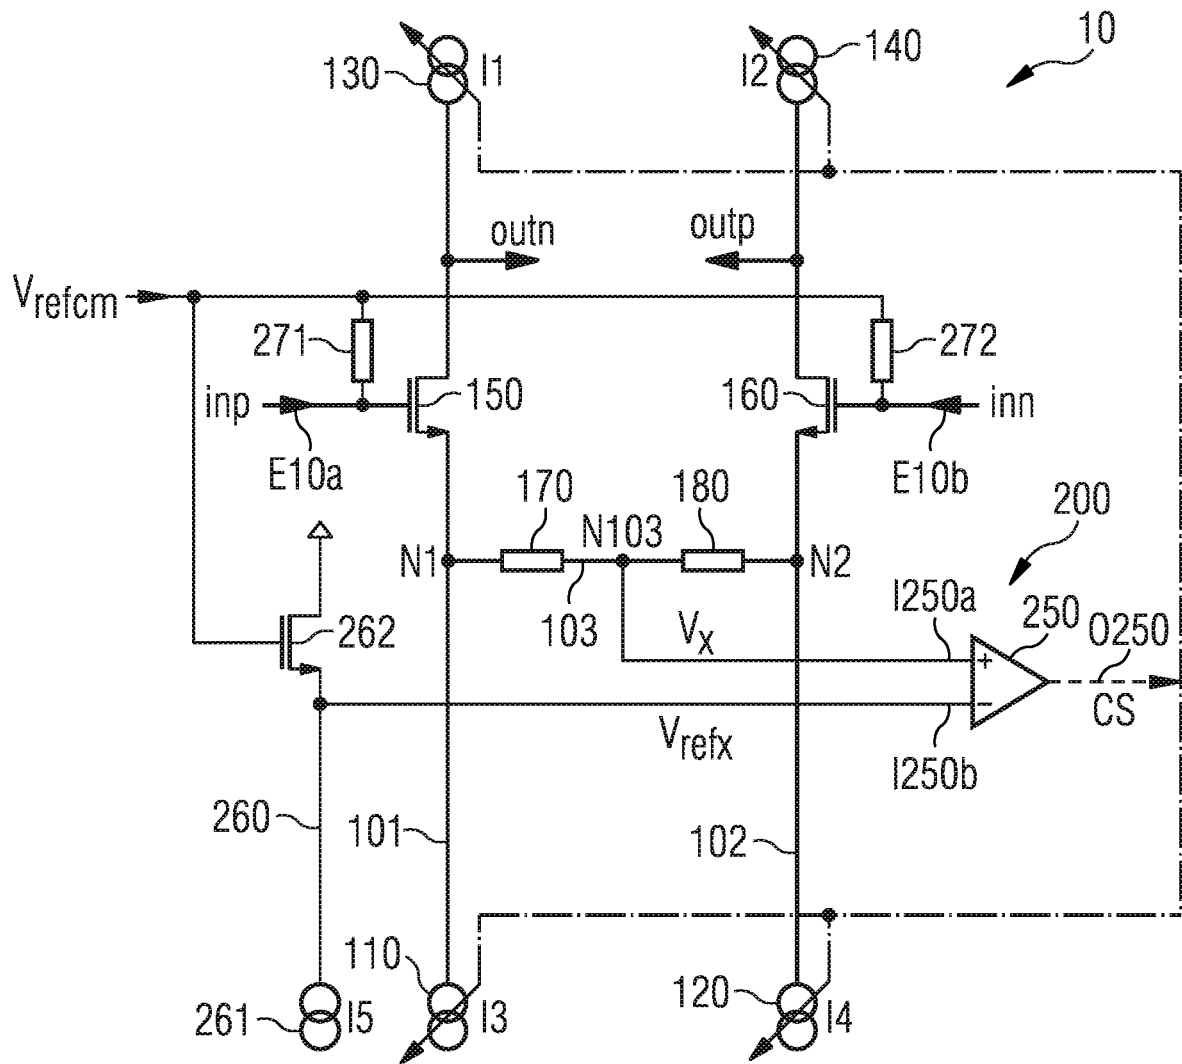 10
130
I1
I2
140
outn
outp
Vrefcm
271
272
inp
150
160
inn
E10a
E10b
170
180
200
N1
N103
N2
103
I250a
250
O250
262
Vx
+
−
CS
Vrefx
I250b
260
101
102
110
120
261
I5
I3
I4